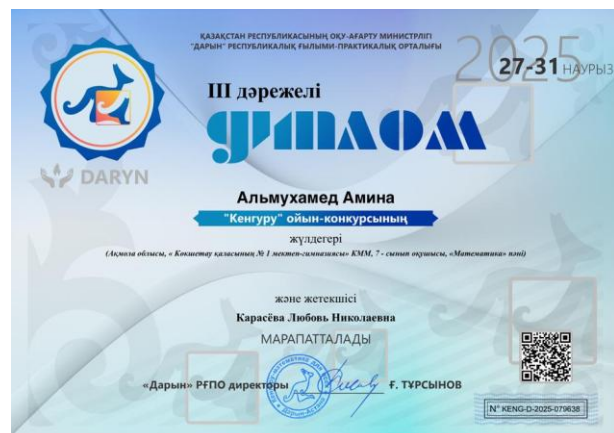 ҚАЗАҚСТАН РЕСПУБЛИКАСЫНЫҢ ОҚУ-АҒАРТУ МИНИСТРЛІГІ
"ДАРЫН" РЕСПУБЛИКАЛЫҚ ҒЫЛЫМИ-ПРАКТИКАЛЫҚ ОРТАЛЫҒЫ
2025
27-31 НАУРЫЗ
III дәрежелі
ДИПЛОМ
DARYN
Альмухамед Амина
"Кенгуру" ойын-конкурсының
жүлдегері
(Ақмола облысы, « Көкшетау қаласының № 1 мектеп-гимназиясы» КММ, 7 - сынып оқушысы, «Математика» пәні)
және жетекшісі
Карасёва Любовь Николаевна
МАРАПАТТАЛАДЫ
«Дарын» РҒПО директоры Ғ. ТҰРСЫНОВ
N° KENG-D-2025-079638